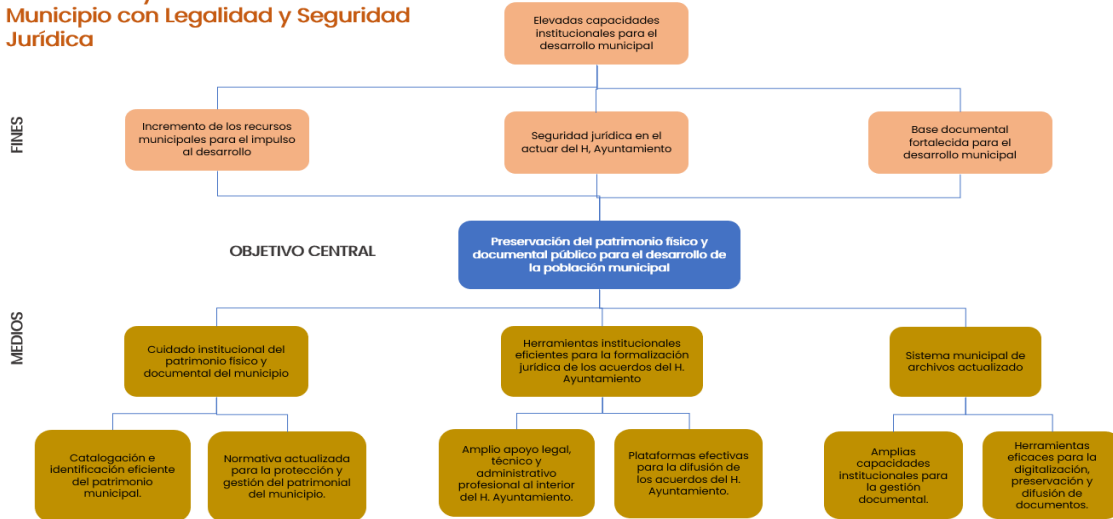 Municipio con Legalidad y Seguridad
Jurídica
Elevadas capacidades
institucionales para el
desarrollo municipal
FINES
Incremento de los recursos
municipales para el impulso
al desarrollo
Seguridad jurídica en el
actuar del H, Ayuntamiento
Base documental
fortalecida para el
desarrollo municipal
OBJETIVO CENTRAL
Preservación del patrimonio físico y
documental público para el desarrollo de
la población municipal
MEDIOS
Cuidado institucional del
patrimonio físico y
documental del municipio
Herramientas institucionales
eficientes para la formalización
jurídica de los acuerdos del H.
Ayuntamiento
Sistema municipal de
archivos actualizado
Catalogación e
identificación eficiente
del patrimonio
municipal.
Normativa actualizada
para la protección y
gestión del patrimonial
del municipio.
Amplio apoyo legal,
técnico y
administrativo
profesional al interior
del H. Ayuntamiento.
Plataformas efectivas
para la difusión de
los acuerdos del H.
Ayuntamiento.
Amplias
capacidades
institucionales para
la gestión
documental.
Herramientas
eficaces para la
digitalización,
preservación y
difusión de
documentos.